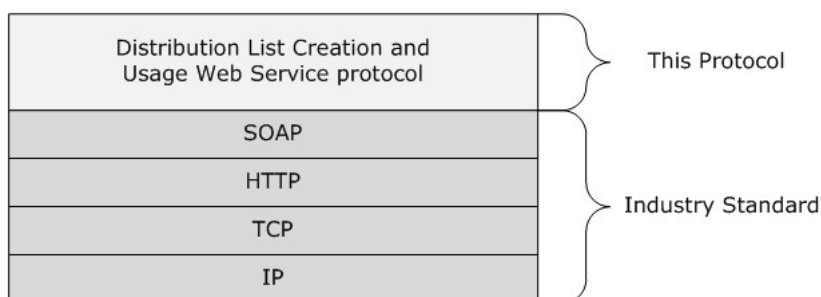 Distribution List Creation and
Usage Web Service protocol
This Protocol
SOAP
HTTP
TCP
IP
Industry Standard